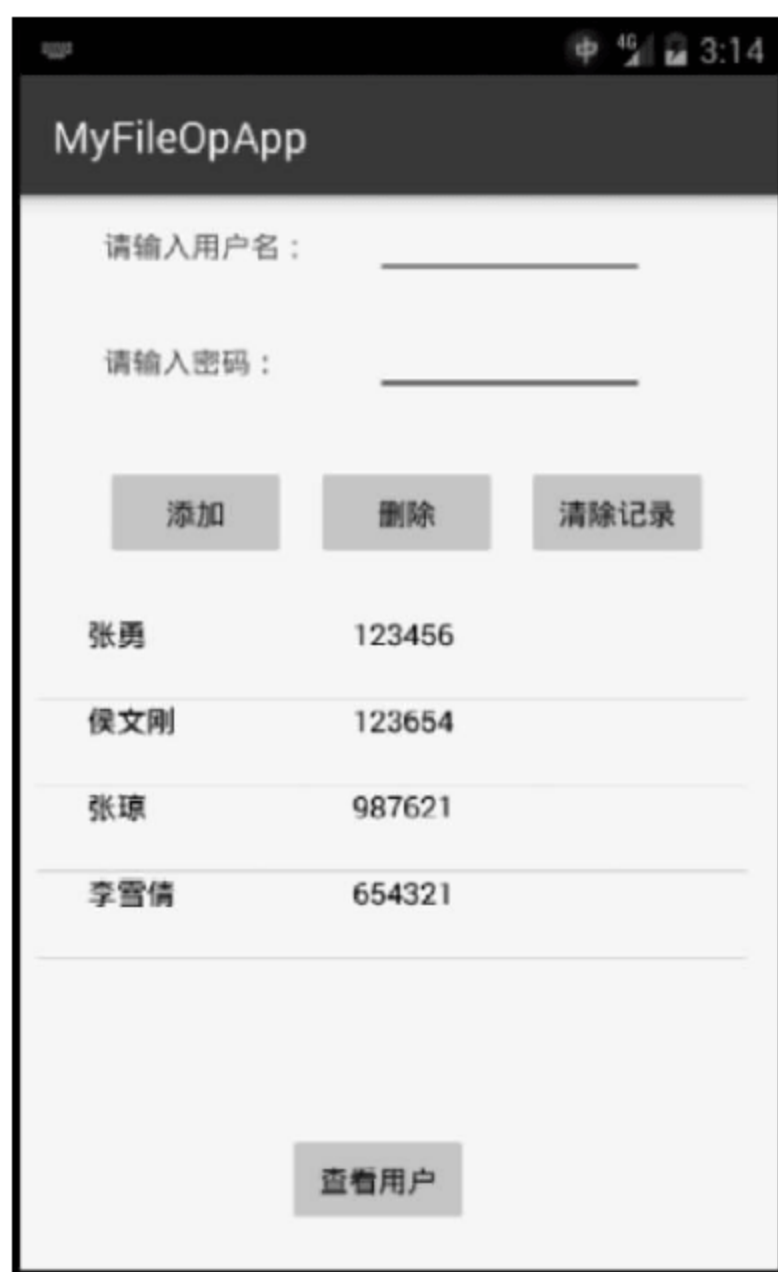 中 4G 3:14
MyFileOpApp
请输入用户名：
请输入密码：
添加 删除 清除记录
张勇 123456
侯文刚 123654
张琼 987621
李雪倩 654321
查看用户